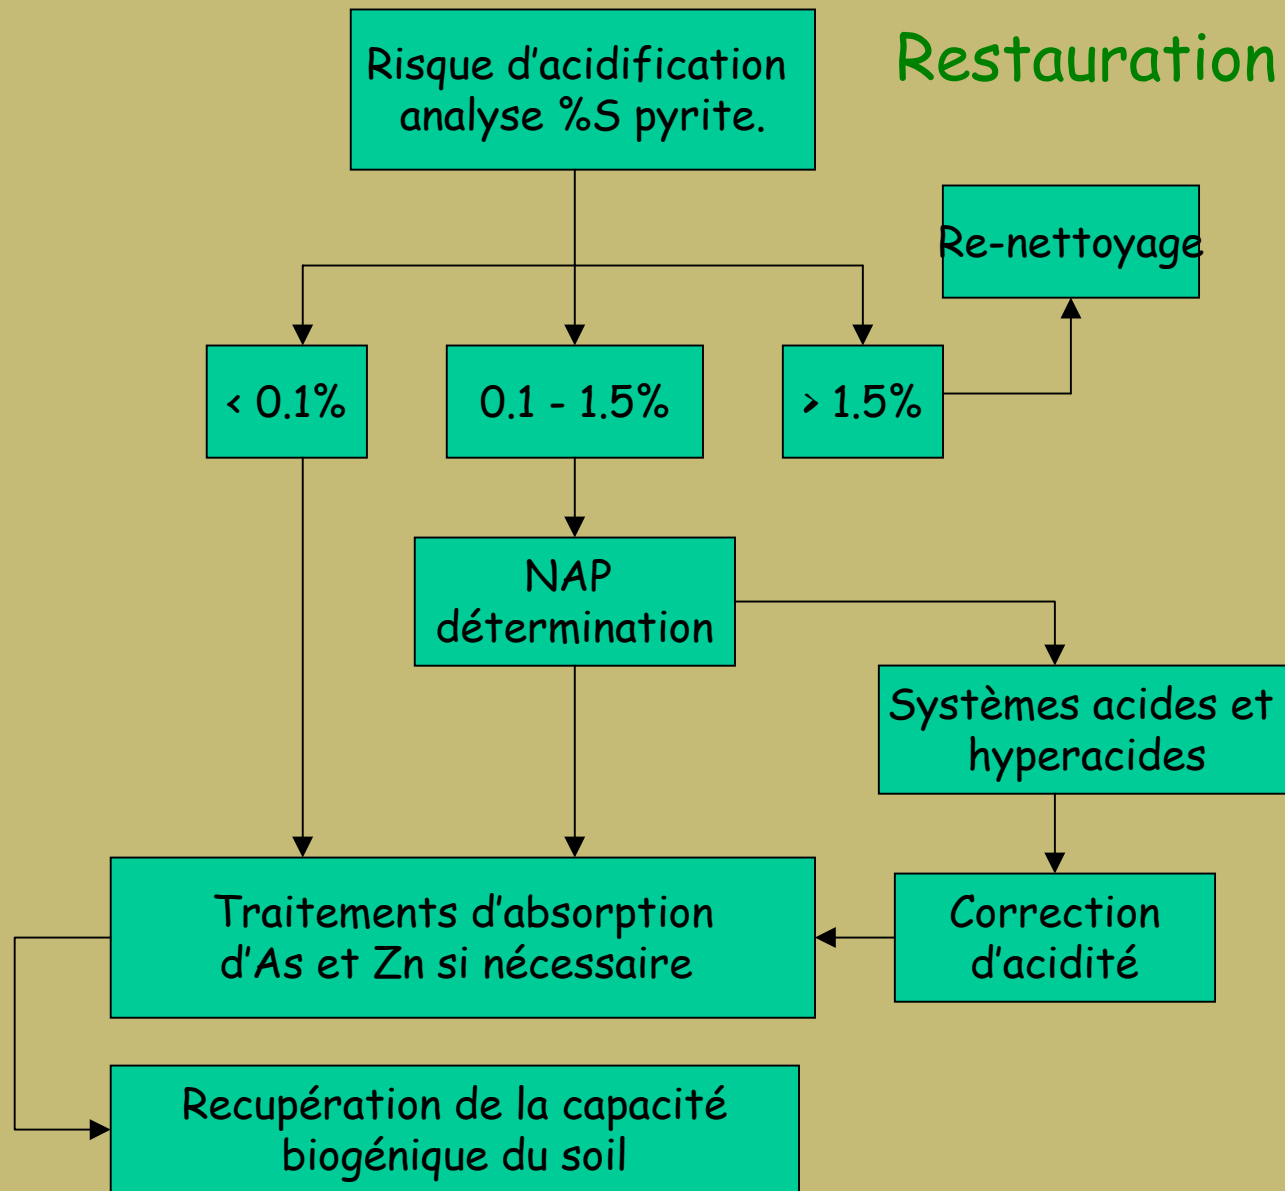 Restauration
Risque d'acidification
analyse %S pyrite.
Re-nettoyage
< 0.1%
0.1 - 1.5%
> 1.5%
NAP
détermination
Systèmes acides et
hyperacides
Traitements d'absorption
d'As et Zn si nécessaire
Correction
d'acidité
Recupération de la capacité
biogénique du soil